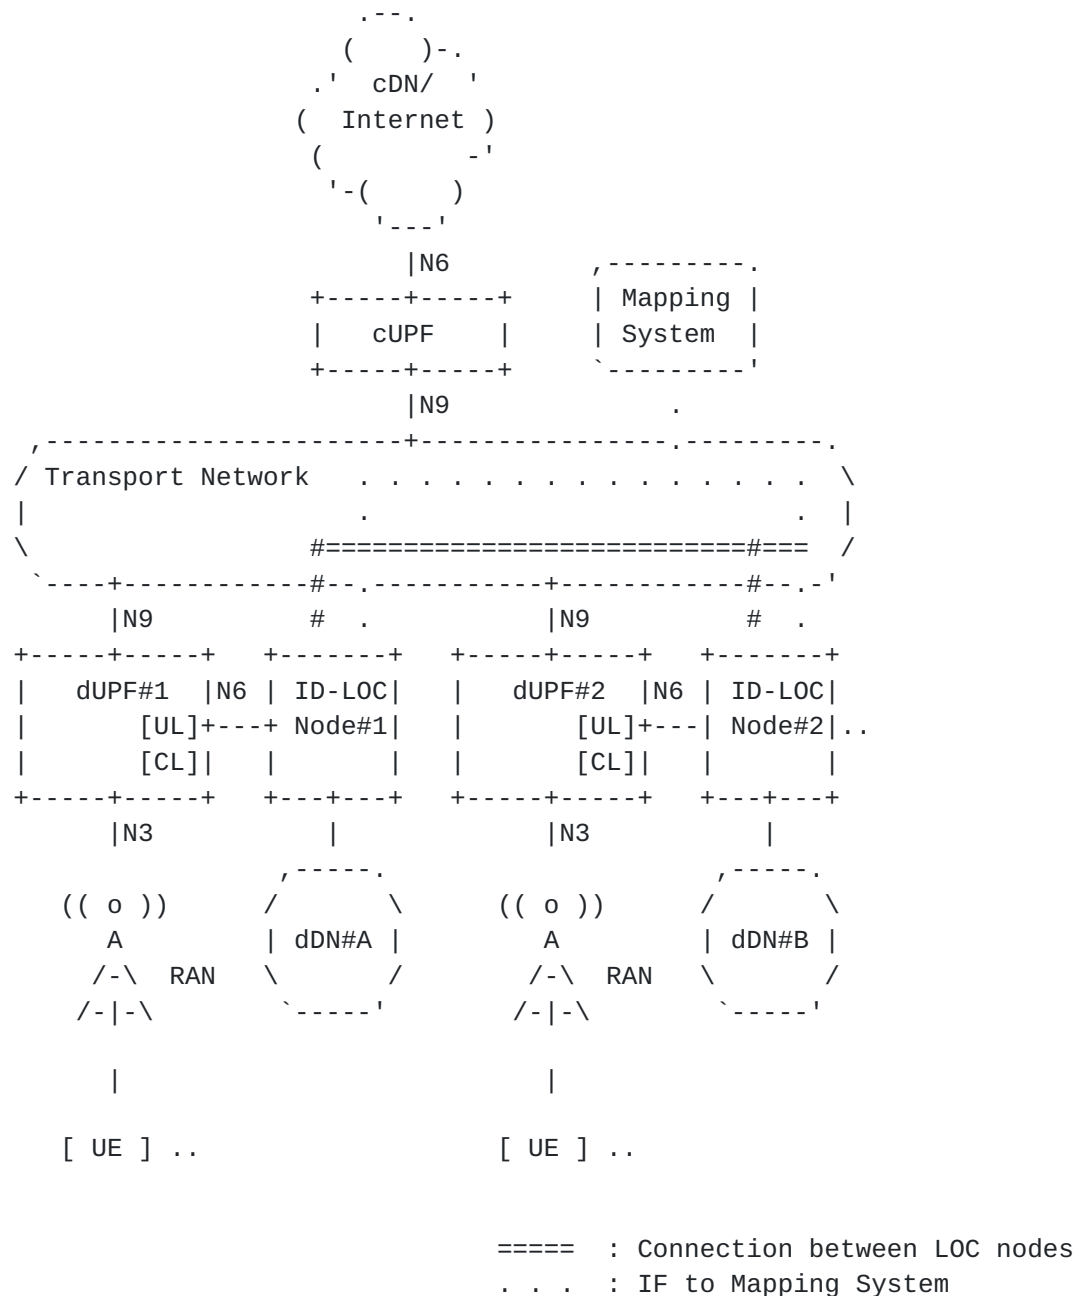 cDN/
Internet
|N6
Mapping
cUPF System
|N9
Transport Network
|N9 |N9
dUPF#1 |N6 | ID-LOC| dUPF#2 |N6 | ID-LOC|
[UL]+---+ Node#1| [UL]+---| Node#2|..
[CL]| [CL]|
|N3 |N3
(( o )) (( o ))
A | dDN#A | A | dDN#B |
/-\ RAN /-\ RAN
[ UE ] .. [ UE ] ..
===== : Connection between LOC nodes
. . . : IF to Mapping System